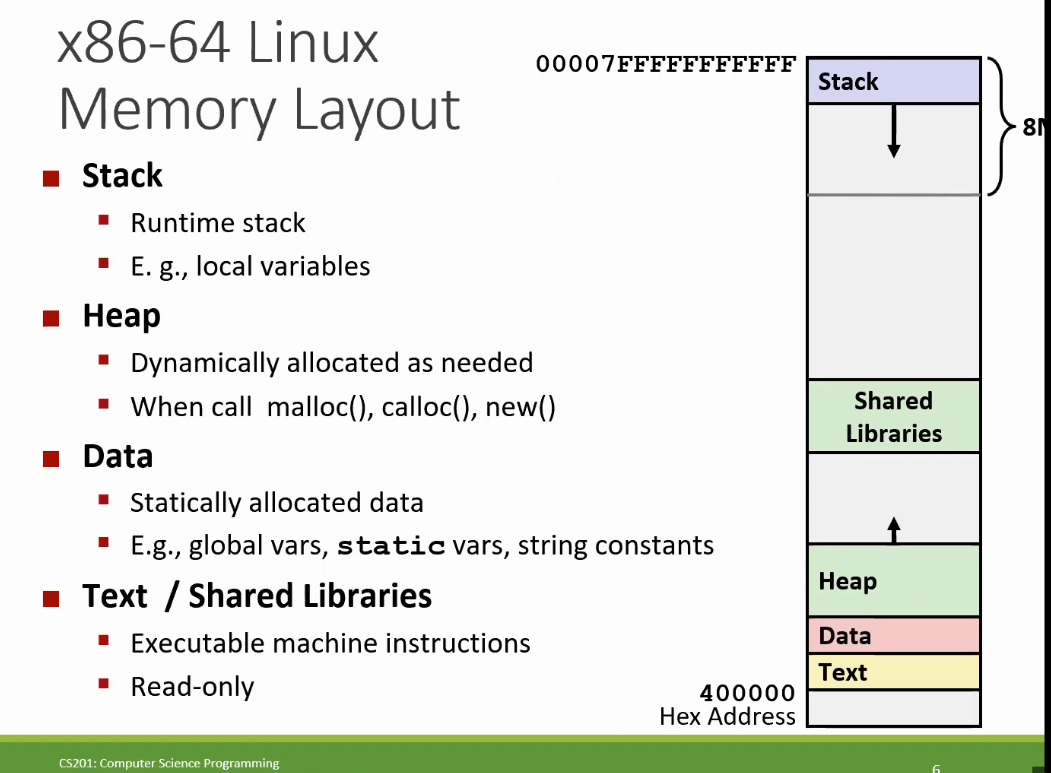 x86-64 Linux
Memory Layout
Stack
Runtime stack
E. g., local variables
Heap
Dynamically allocated as needed
When call malloc(), calloc(), new()
Data
Statically allocated data
E.g., global vars, static vars, string constants
Text / Shared Libraries
Executable machine instructions
Read-only
00007FFFFFFFFFFF
Stack
Shared
Libraries
Heap
Data
Text
400000
Hex Address
CS201: Computer Science Programming
6